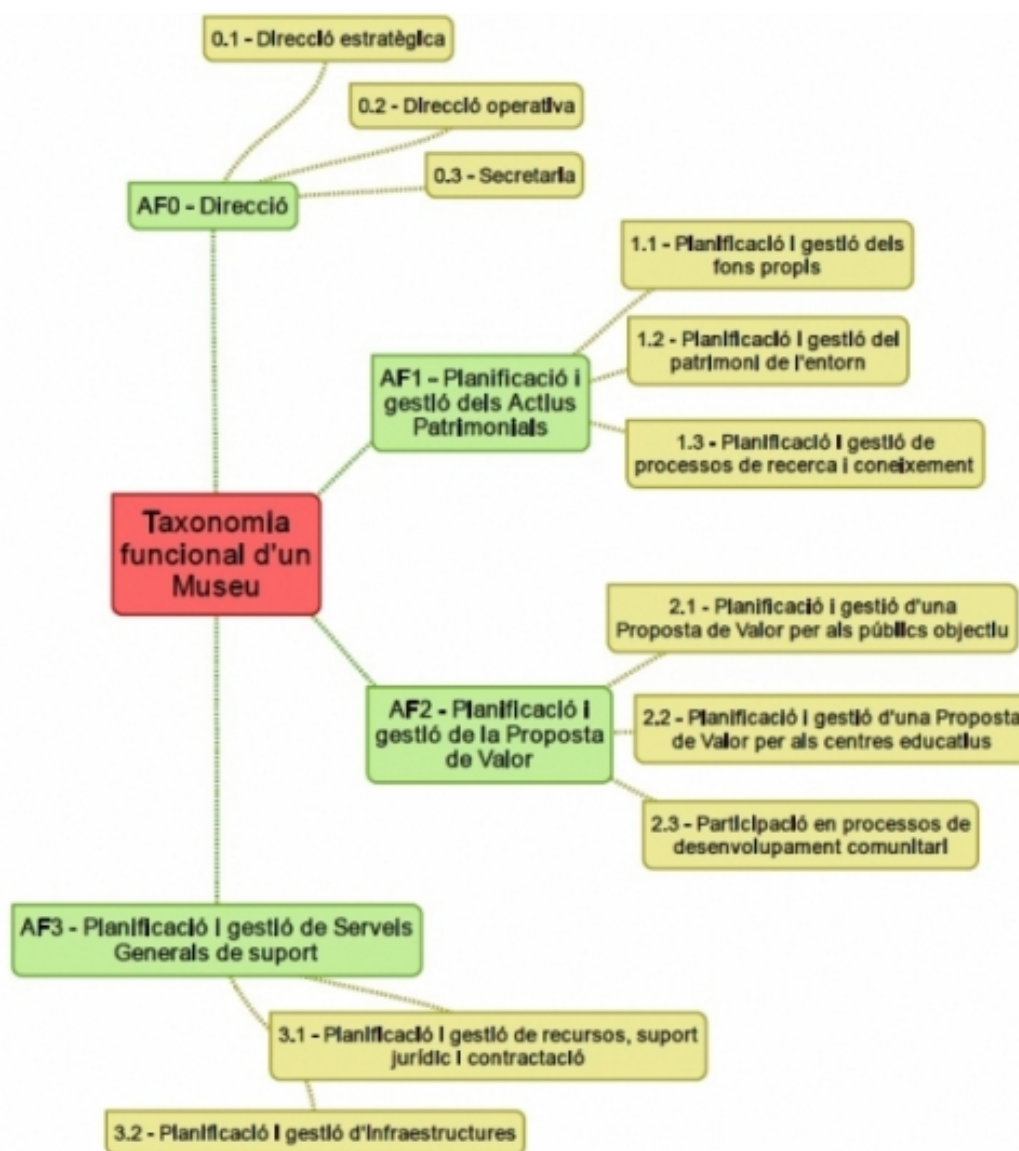 0.1 - Direcció estratègica
0.2 - Direcció operativa
0.3 - Secretaria
AF0 - Direcció
1.1 - Planificació i gestió dels
fons propis
1.2 - Planificació i gestió del
patrimoni de l'entorn
AF1 - Planificació i
gestió dels Actius
Patrimonials
1.3 - Planificació i gestió de
processos de recerca i coneixement
Taxonomia
funcional d'un
Museu
2.1 - Planificació i gestió d'una
Proposta de Valor per als públics objectiu
AF2 - Planificació i
gestió de la Proposta
de Valor
2.2 - Planificació i gestió d'una Proposta
de Valor per als centres educatius
2.3 - Participació en processos de
desenvolupament comunitari
AF3 - Planificació i gestió de Serveis
Generals de suport
3.1 - Planificació i gestió de recursos, suport
jurídic i contractació
3.2 - Planificació i gestió d'infraestructures